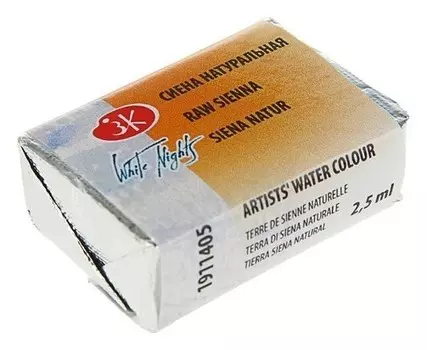 ЗК
White Nights
СИЕНА НАТУРАЛЬНАЯ
RAW SIENNA
SIENA NATUR
1911405
ARTISTS' WATER COLOUR
TERRE DE SIENNE NATURELLE
TERRA DI SIENA NATURALE
TIERRA SIENA NATURAL
2,5 ml